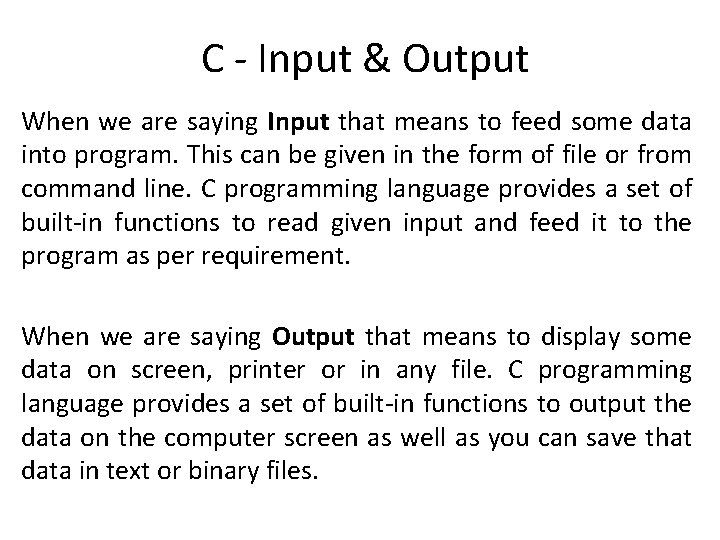 C - Input & Output
When we are saying Input that means to feed some data
into program. This can be given in the form of file or from
command line. C programming language provides a set of
built-in functions to read given input and feed it to the
program as per requirement.
When we are saying Output that means to display some
data on screen, printer or in any file. C programming
language provides a set of built-in functions to output the
data on the computer screen as well as you can save that
data in text or binary files.